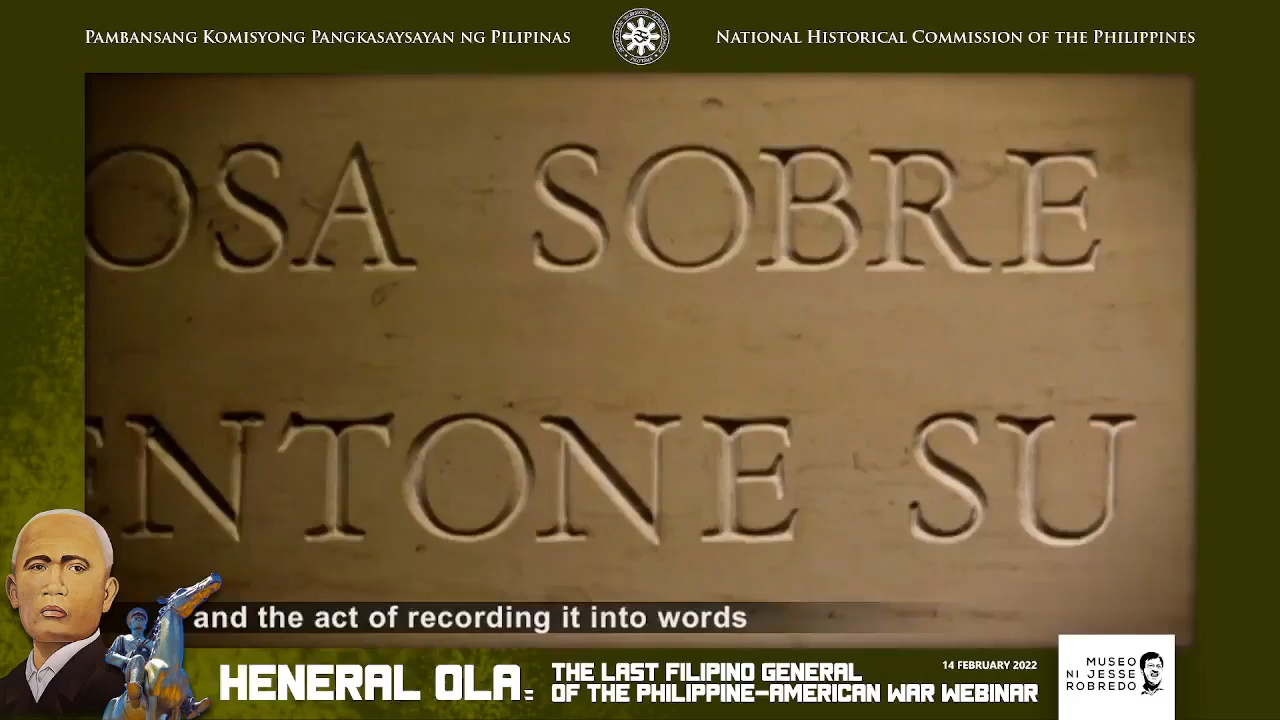 PAMBANSANG KOMISYONG PANGKASAYSAYAN NG PILIPINAS
NATIONAL HISTORICAL COMMISSION OF THE PHILIPPINES
OSA SOBRE
ENTONE SU
and the act of recording it into words
HENERAL OLA:
THE LAST FILIPINO GENERAL
OF THE PHILIPPINE-AMERICAN WAR WEBINAR
14 FEBRUARY 2022
MUSEO
NI JESSE
ROBREDO